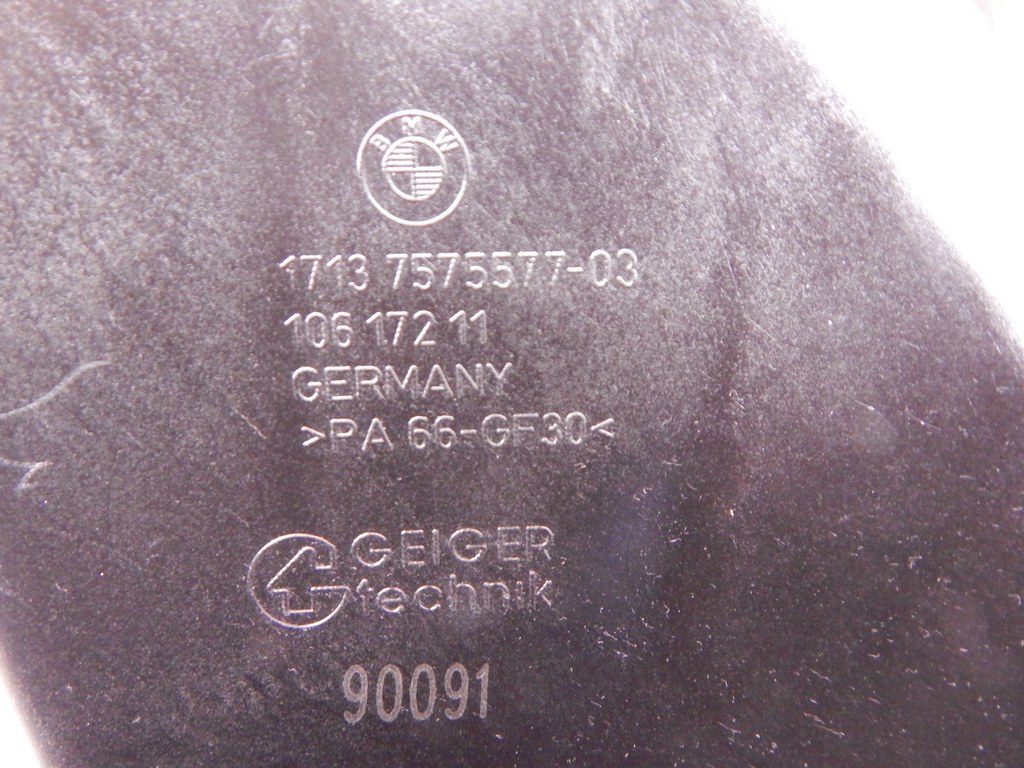 BMW
1713 7575577-03
106 172 11
GERMANY
>PA 66-GF30<
GEIGER
technik
90091